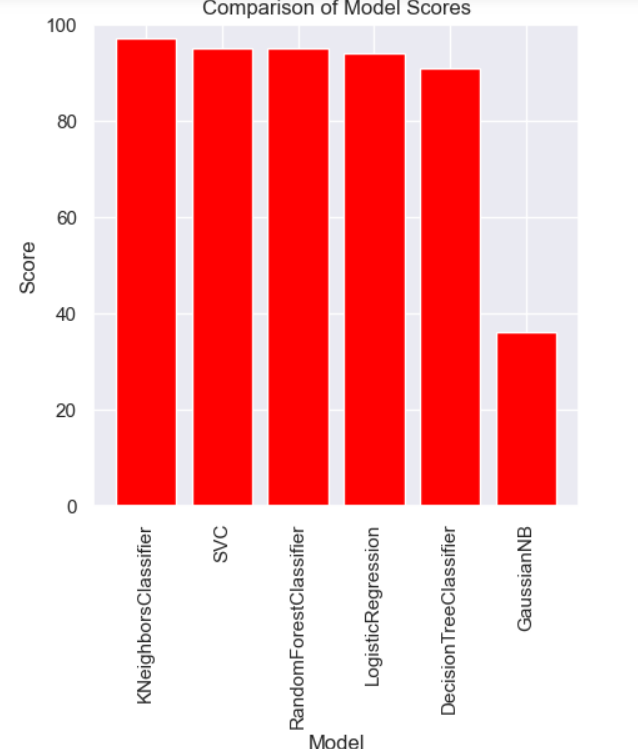 Comparison of Model Scores
100
80
60
40
20
0
Score
KNeighborsClassifier
SVC
RandomForestClassifier
LogisticRegression
DecisionTreeClassifier
GaussianNB
Model